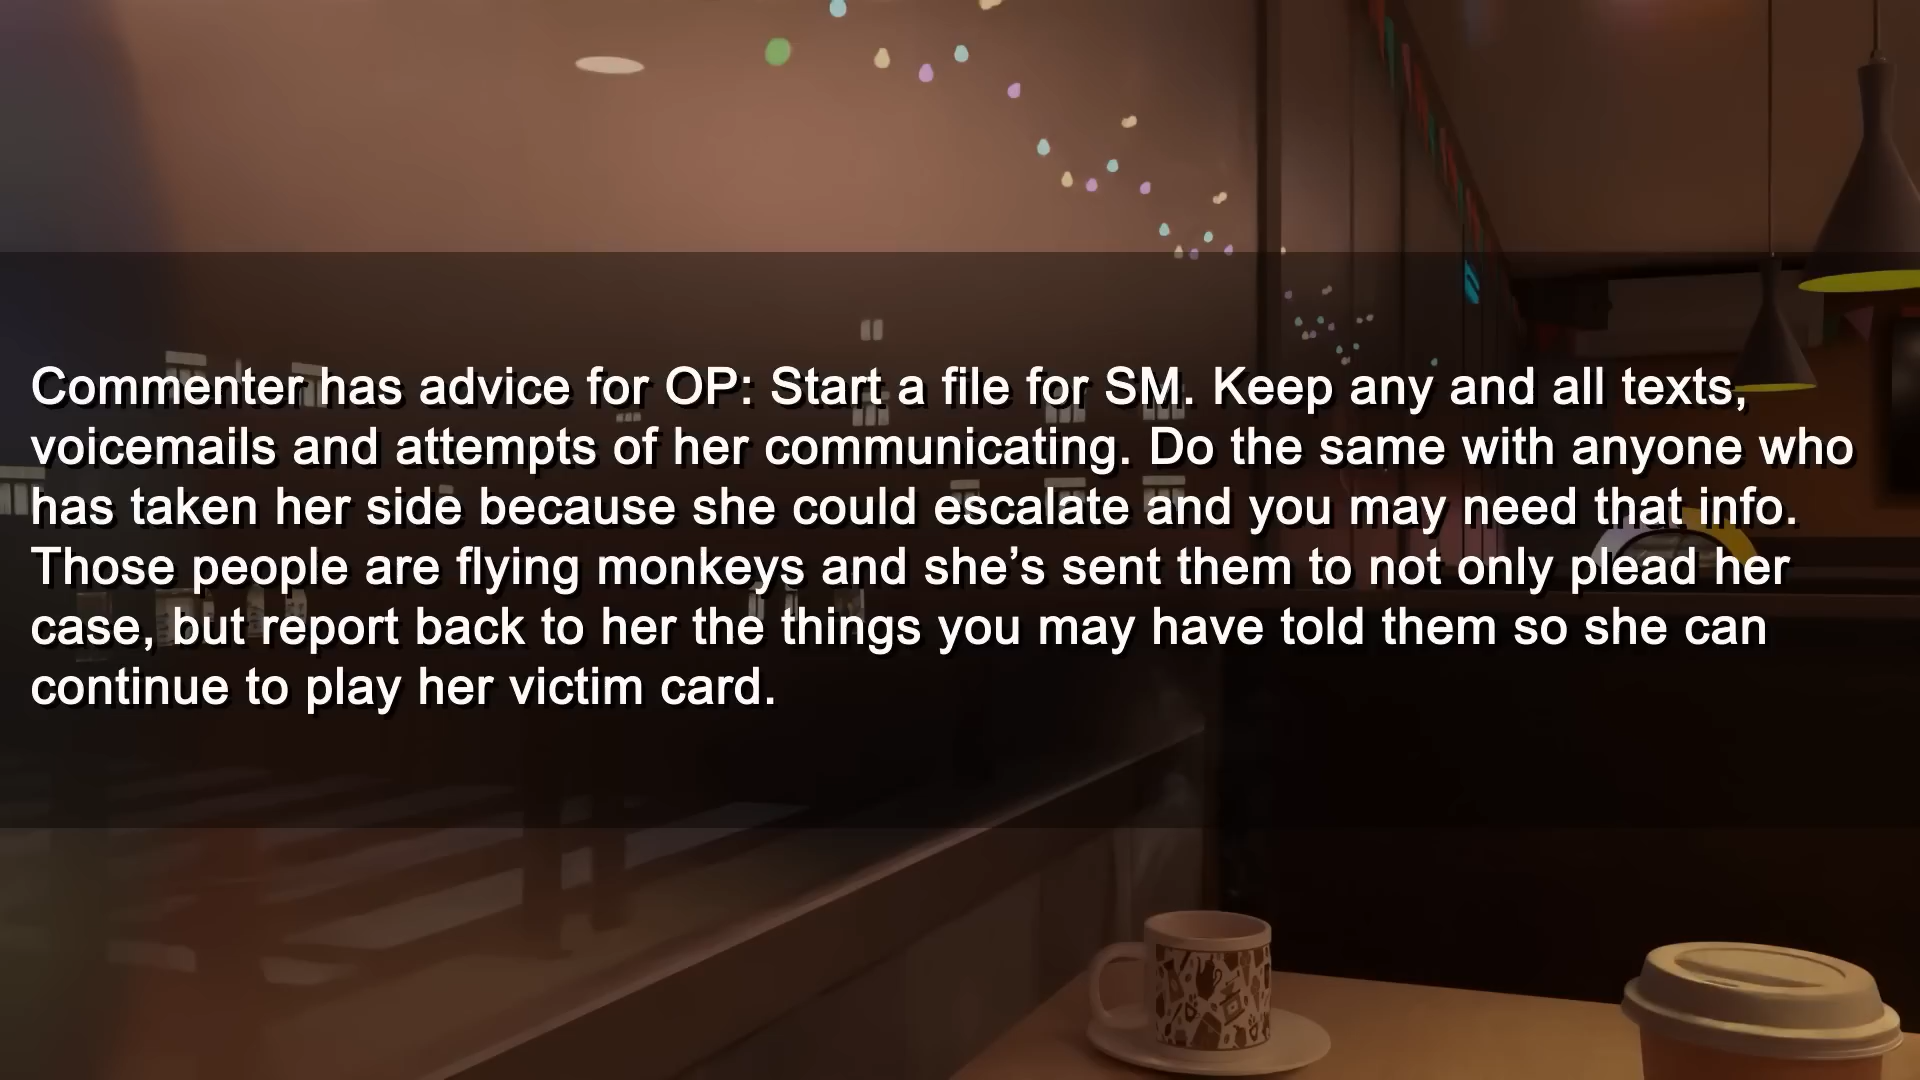 Commenter has advice for OP: Start a file for SM. Keep any and all texts,
voicemails and attempts of her communicating. Do the same with anyone who
has taken her side because she could escalate and you may need that info.
Those people are flying monkeys and she’s sent them to not only plead her
case, but report back to her the things you may have told them so she can
continue to play her victim card.